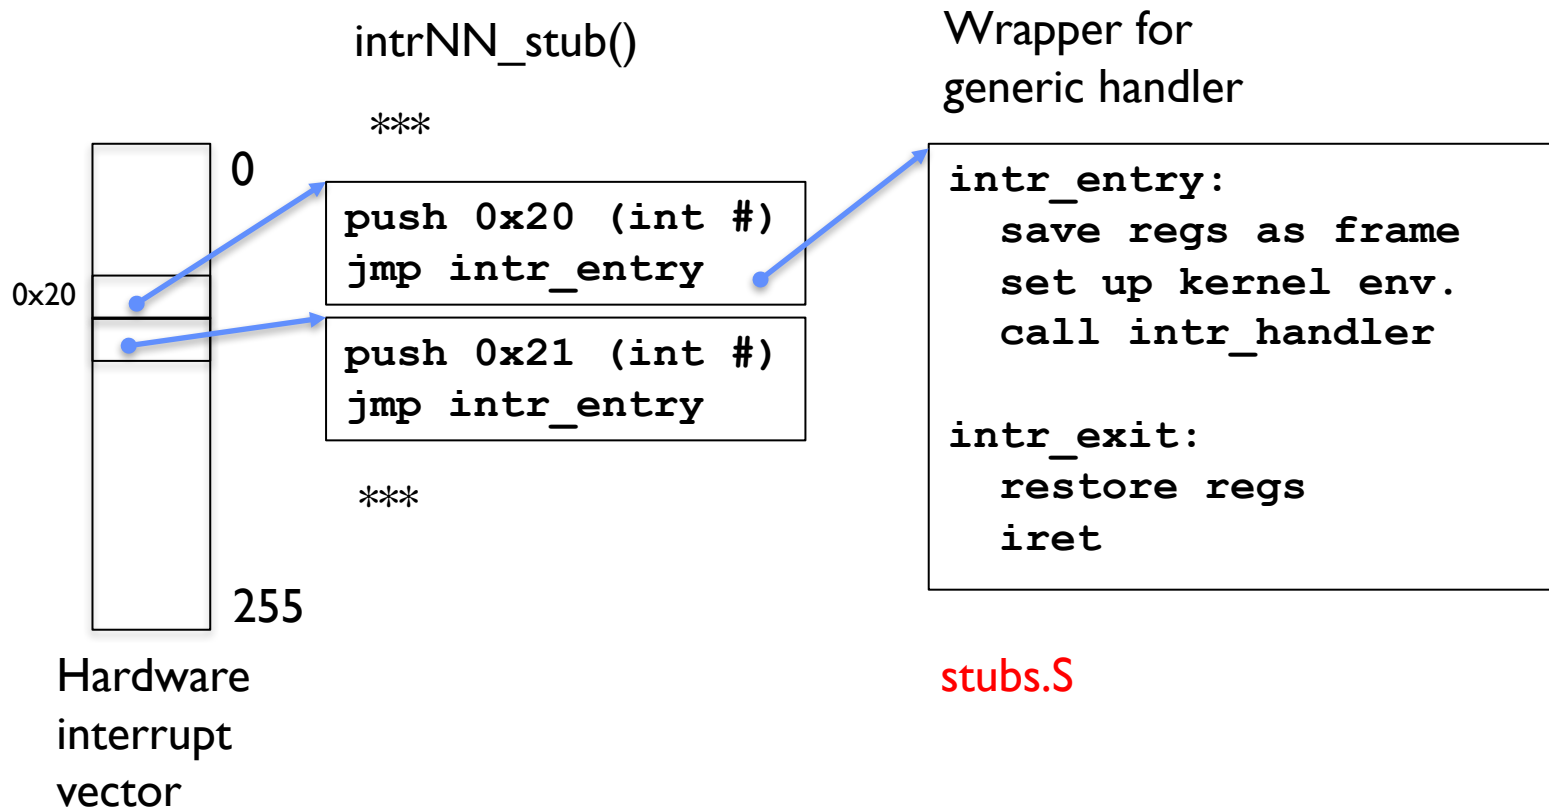 intrNN_stub()
Wrapper for
generic handler
***
0
0x20
255
Hardware
interrupt
vector
push 0x20 (int #)
jmp intr_entry
push 0x21 (int #)
jmp intr_entry
***
intr_entry:
save regs as frame
set up kernel env.
call intr_handler
intr_exit:
restore regs
iret
stubs.S